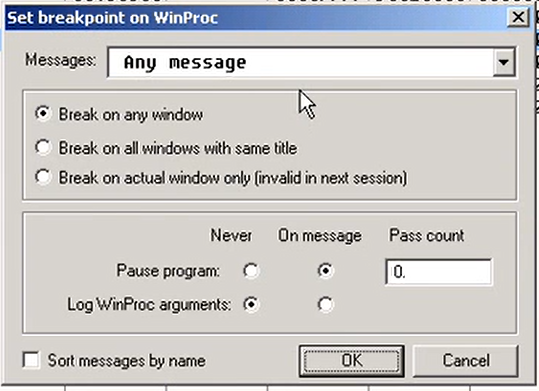 Set breakpoint on WinProc
Messages: Any message
Break on any window
Break on all windows with same title
Break on actual window only (invalid in next session)
Never On message Pass count
Pause program: 0.
Log WinProc arguments:
Sort messages by name OK Cancel